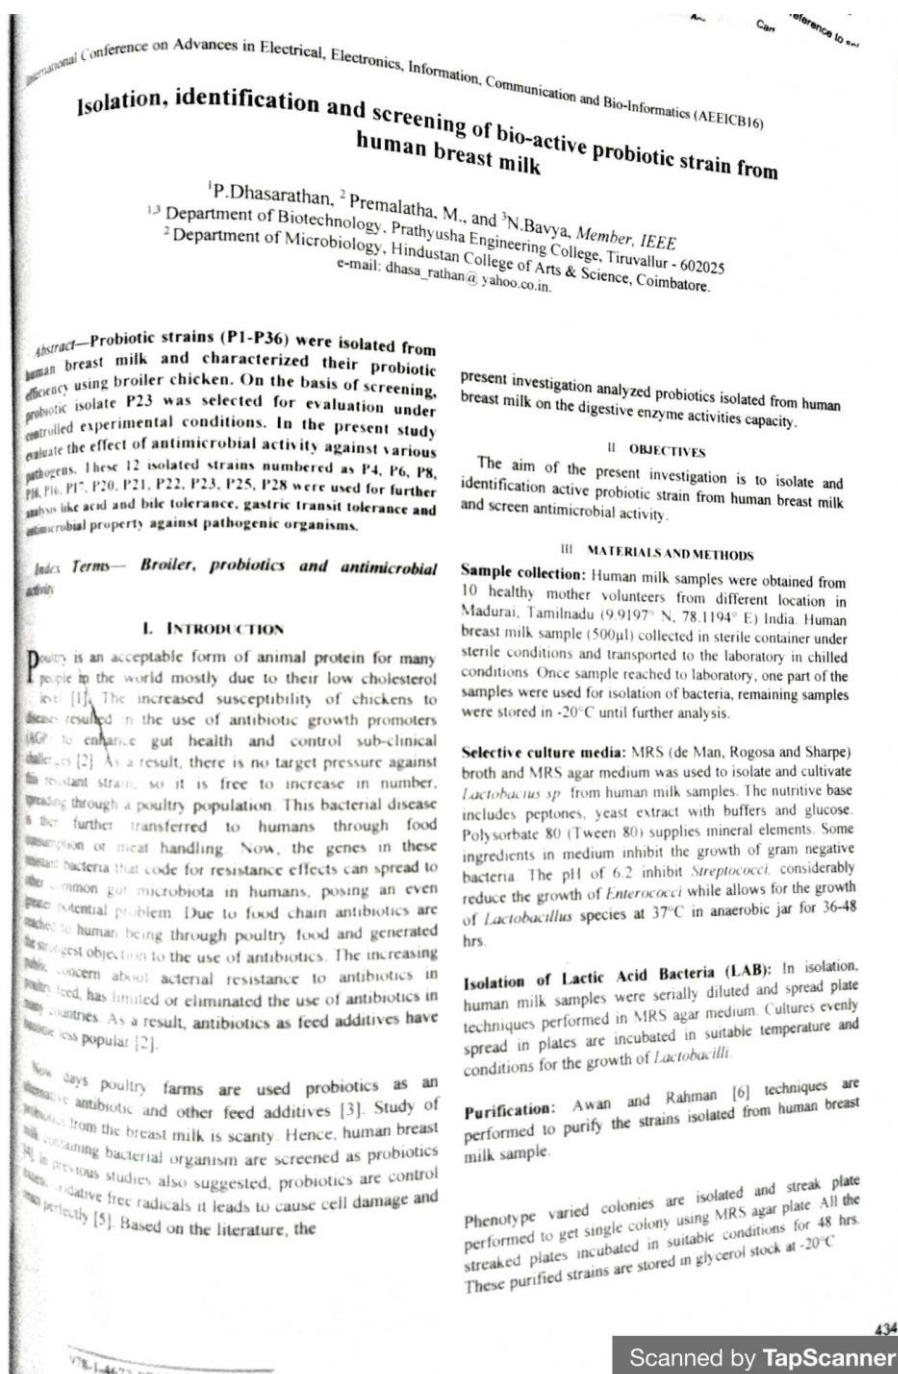 reference to
Can
International Conference on Advances in Electrical, Electronics, Information, Communication and Bio-Informatics (AEEICB16)
Isolation, identification and screening of bio-active probiotic strain from
human breast milk
¹P.Dhasarathan, ² Premalatha, M., and ³N.Bavya, Member, IEEE
¹,³ Department of Biotechnology, Prathyusha Engineering College, Tiruvallur - 602025
² Department of Microbiology, Hindustan College of Arts & Science, Coimbatore.
e-mail: dhasa_rathan@ yahoo.co.in.
Abstract—Probiotic strains (P1-P36) were isolated from
human breast milk and characterized their probiotic
efficiency using broiler chicken. On the basis of screening,
probiotic isolate P23 was selected for evaluation under
controlled experimental conditions. In the present study
evaluate the effect of antimicrobial activity against various
pathogens. These 12 isolated strains numbered as P4, P6, P8,
P16, P17, P20, P21, P22, P23, P25, P28 were used for further
analysis like acid and bile tolerance, gastric transit tolerance and
antimicrobial property against pathogenic organisms.
Index Terms— Broiler, probiotics and antimicrobial
activity
I. INTRODUCTION
Poultry is an acceptable form of animal protein for many
people in the world mostly due to their low cholesterol
level [1]. The increased susceptibility of chickens to
diseases resulted in the use of antibiotic growth promoters
(AGP) to enhance gut health and control sub-clinical
challenges [2] As a result, there is no target pressure against
this resistant strain, so it is free to increase in number,
spreading through a poultry population. This bacterial disease
is then further transferred to humans through food
consumption or meat handling. Now, the genes in these
resistant bacteria that code for resistance effects can spread to
other common gut microbiota in humans, posing an even
greater potential problem Due to food chain antibiotics are
reached to human being through poultry food and generated
the strongest objection to the use of antibiotics. The increasing
public concern about acterial resistance to antibiotics in
poultry feed, has limited or eliminated the use of antibiotics in
many countries. As a result, antibiotics as feed additives have
become less popular [2].
Now days poultry farms are used probiotics as an
alternative antibiotic and other feed additives [3]. Study of
probiotics from the breast milk is scanty. Hence, human breast
milk containing bacterial organism are screened as probiotics
[4]. In previous studies also suggested, probiotics are control
oxidative free radicals it leads to cause cell damage and
perfectly [5]. Based on the literature, the
present investigation analyzed probiotics isolated from human
breast milk on the digestive enzyme activities capacity.
II OBJECTIVES
The aim of the present investigation is to isolate and
identification active probiotic strain from human breast milk
and screen antimicrobial activity.
III MATERIALS AND METHODS
Sample collection: Human milk samples were obtained from
10 healthy mother volunteers from different location in
Madurai, Tamilnadu (9.9197° N, 78.1194° E) India. Human
breast milk sample (500µl) collected in sterile container under
sterile conditions and transported to the laboratory in chilled
conditions Once sample reached to laboratory, one part of the
samples were used for isolation of bacteria, remaining samples
were stored in -20°C until further analysis.
Selective culture media: MRS (de Man, Rogosa and Sharpe)
broth and MRS agar medium was used to isolate and cultivate
Lactobacius sp from human milk samples. The nutritive base
includes peptones, yeast extract with buffers and glucose.
Polysorbate 80 (Tween 80) supplies mineral elements. Some
ingredients in medium inhibit the growth of gram negative
bacteria. The pH of 6.2 inhibit Streptococci, considerably
reduce the growth of Enterococci while allows for the growth
of Lactobacillus species at 37°C in anaerobic jar for 36-48
hrs.
Isolation of Lactic Acid Bacteria (LAB): In isolation,
human milk samples were serially diluted and spread plate
techniques performed in MRS agar medium. Cultures evenly
spread in plates are incubated in suitable temperature and
conditions for the growth of Lactobacilli.
Purification: Awan and Rahman [6] techniques are
performed to purify the strains isolated from human breast
milk sample.
Phenotype varied colonies are isolated and streak plate
performed to get single colony using MRS agar plate. All the
streaked plates incubated in suitable conditions for 48 hrs.
These purified strains are stored in glycerol stock at -20°C
434
Scanned by TapScanner